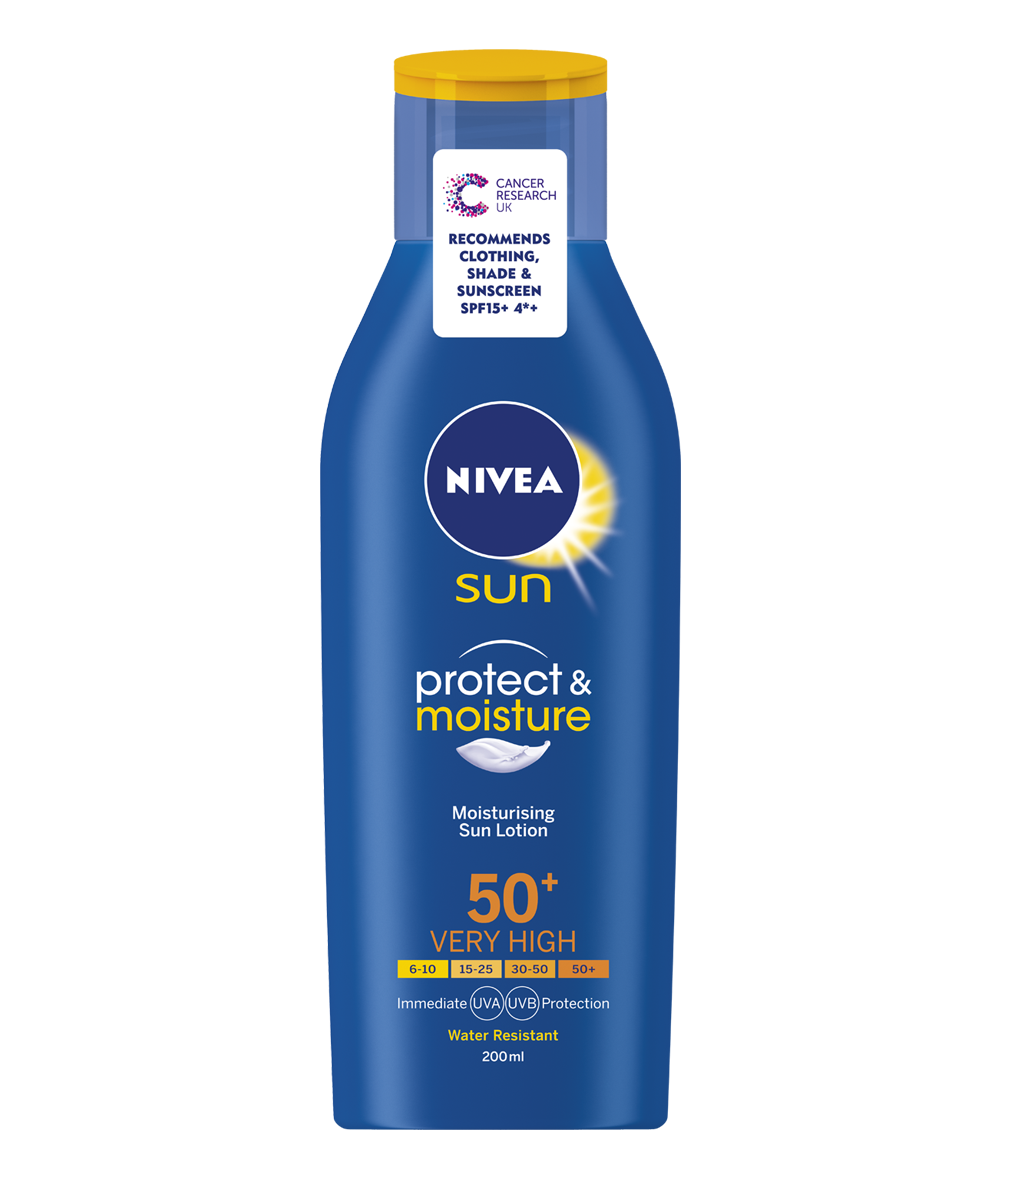 CANCER
RESEARCH
UK
RECOMMENDS
CLOTHING,
SHADE &
SUNSCREEN
SPF15+ 4*+
NIVEA
sun
protect &
moisture
Moisturising
Sun Lotion
50+
VERY HIGH
6-10 15-25 30-50 50+
Immediate UVA UVB Protection
Water Resistant
200ml